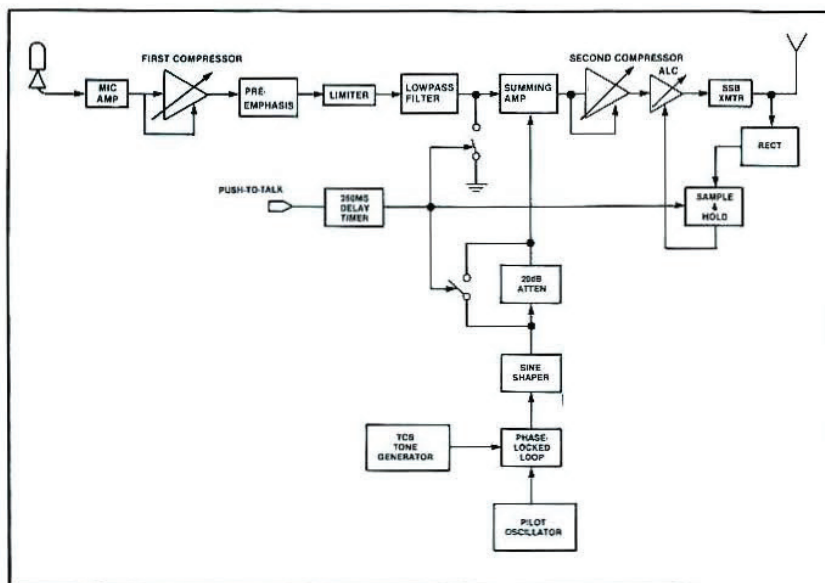 FIRST COMPRESSOR
SECOND COMPRESSOR
ALC
MIC
AMP
PRE-
EMPHASIS
LIMITER
LOWPASS
FILTER
SUMMING
AMP
SSB
XMTR
RECT
PUSH-TO-TALK
DELAY
TIMER
SAMPLE
&
HOLD
20dB
ATTEN
SINE
SHAPER
TONE
GENERATOR
PHASE-
LOCKED
LOOP
PILOT
OSCILLATOR